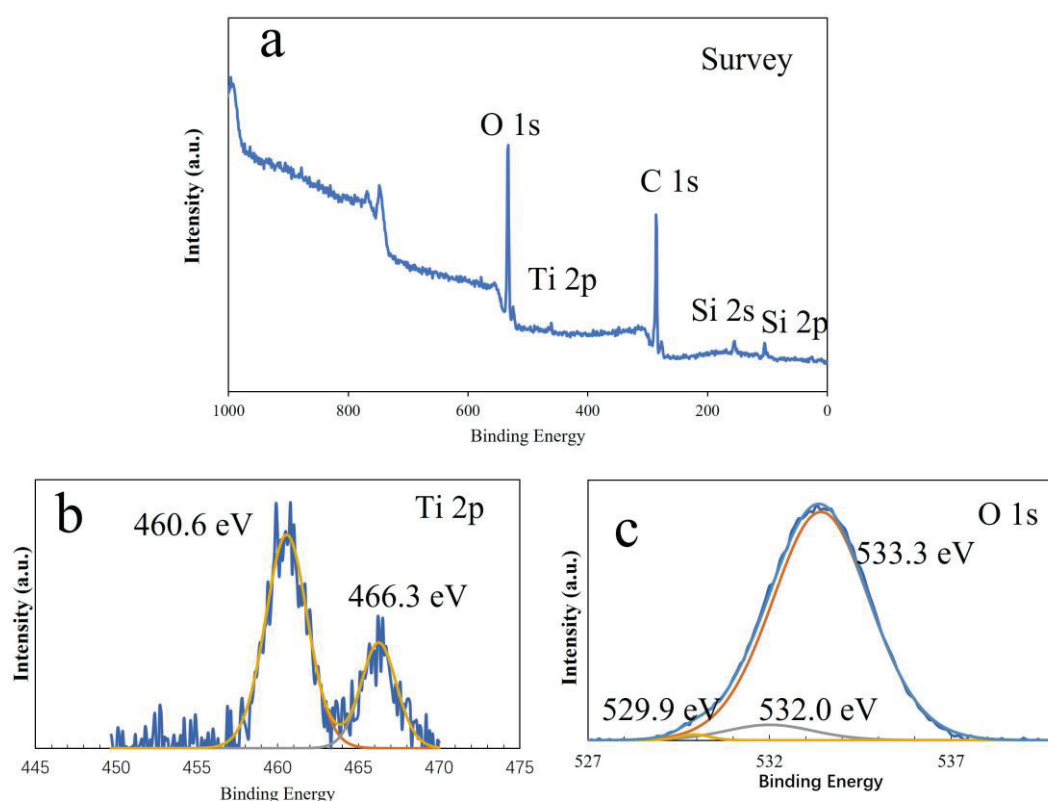 a
Survey
O 1s
C 1s
Ti 2p
Si 2s
Si 2p
Intensity (a.u.)
1000 800 600 400 200 0
Binding Energy
b
Ti 2p
460.6 eV
466.3 eV
Intensity (a.u.)
445 450 455 460 465 470 475
Binding Energy
c
O 1s
533.3 eV
529.9 eV
532.0 eV
Intensity (a.u.)
527 532 537
Binding Energy